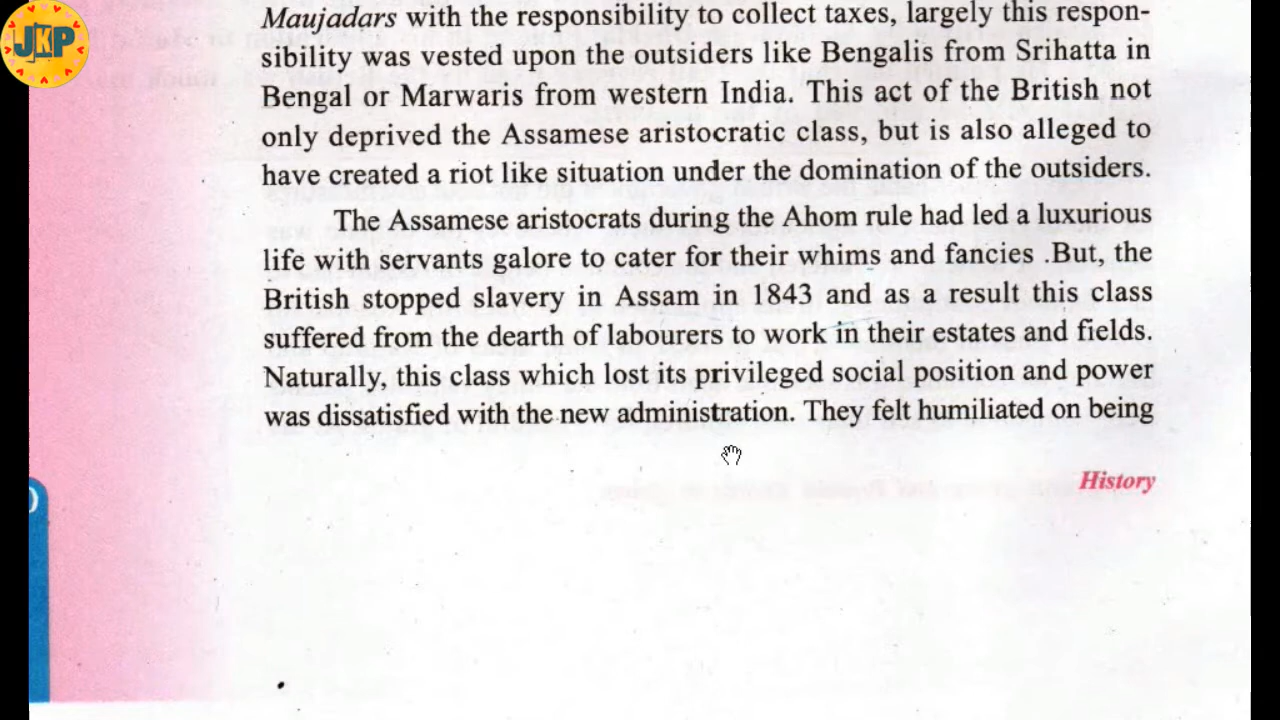 JKP
Maujadars with the responsibility to collect taxes, largely this respon-
sibility was vested upon the outsiders like Bengalis from Srihatta in
Bengal or Marwaris from western India. This act of the British not
only deprived the Assamese aristocratic class, but is also alleged to
have created a riot like situation under the domination of the outsiders.
The Assamese aristocrats during the Ahom rule had led a luxurious
life with servants galore to cater for their whims and fancies .But, the
British stopped slavery in Assam in 1843 and as a result this class
suffered from the dearth of labourers to work in their estates and fields.
Naturally, this class which lost its privileged social position and power
was dissatisfied with the new administration. They felt humiliated on being
History